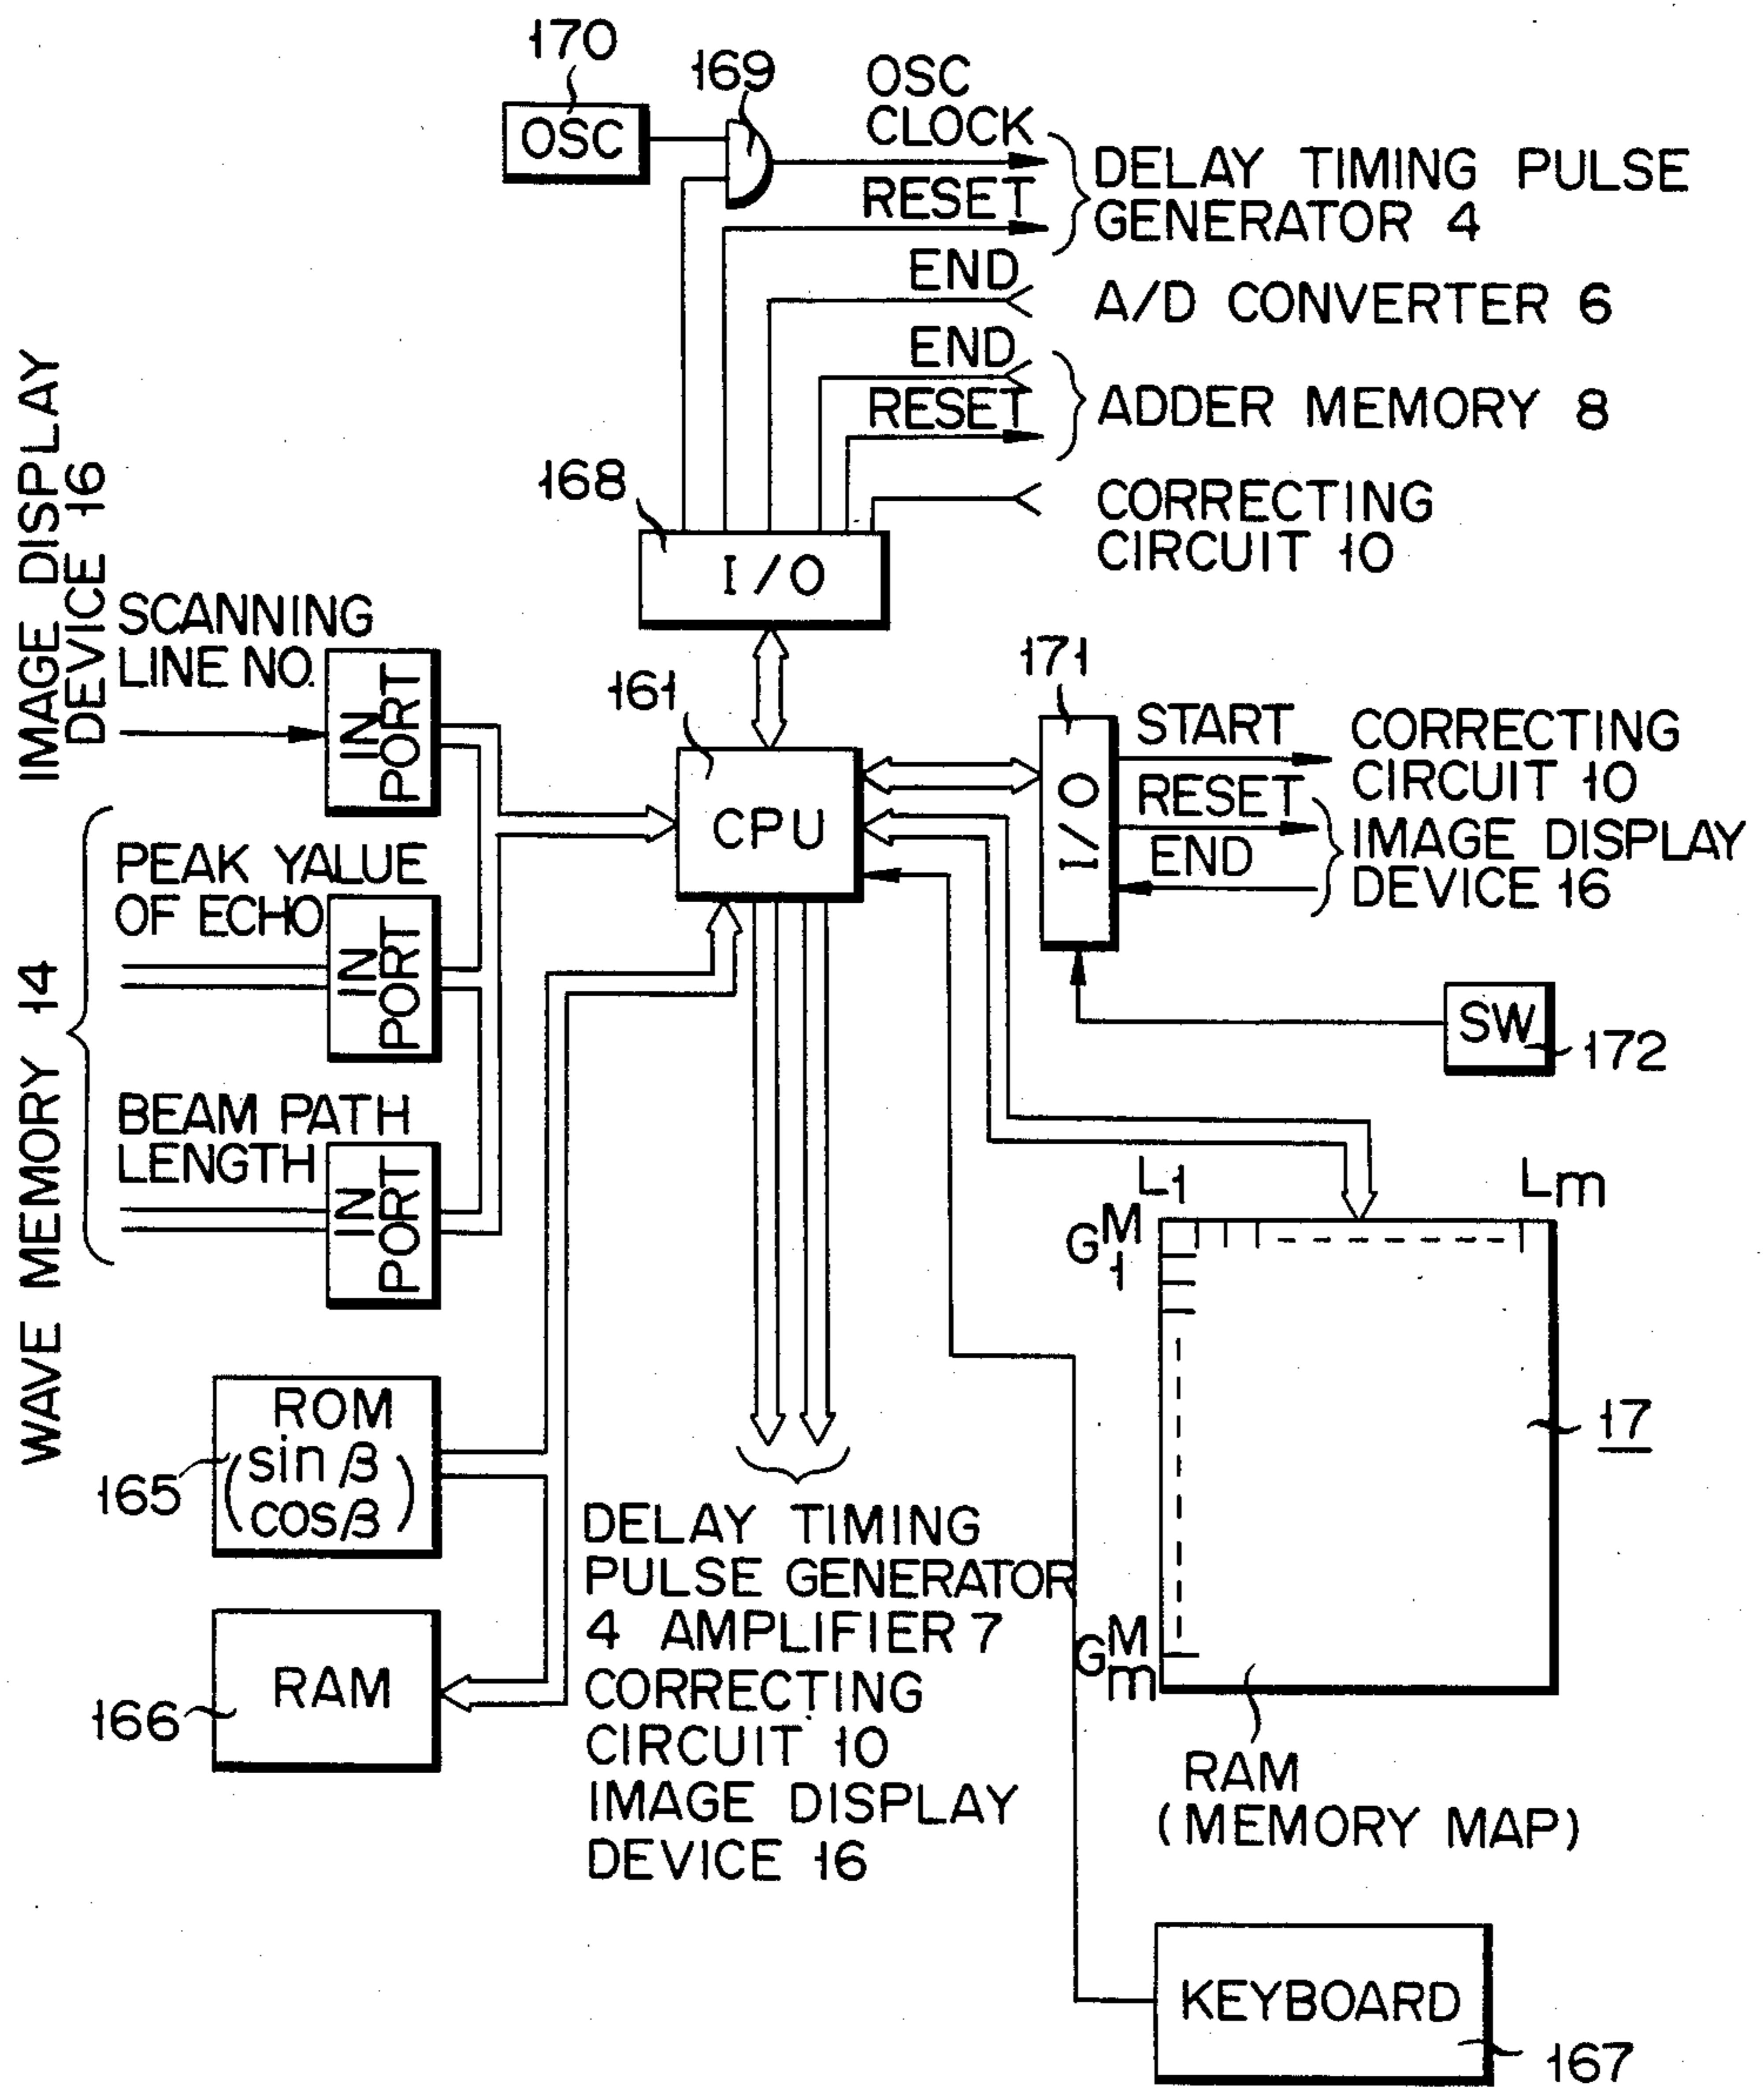 170
169
OSC
OSC
CLOCK
RESET
DELAY TIMING PULSE
GENERATOR 4
END
A/D CONVERTER 6
END
RESET
ADDER MEMORY 8
168
CORRECTING
CIRCUIT 10
I/O
IMAGE DISPLAY
DEVICE 16
SCANNING
LINE NO.
IN
PORT
161
CPU
171
I/O
START
CORRECTING
CIRCUIT 10
RESET
END
IMAGE DISPLAY
DEVICE 16
WAVE MEMORY 14
PEAK YALUE
OF ECHO
IN
PORT
SW
172
BEAM PATH
LENGTH
IN
PORT
L1
Lm
GM1
GMm
17
RAM
(MEMORY MAP)
ROM
(sin β
cosβ)
165
RAM
166
DELAY TIMING
PULSE GENERATOR
4 AMPLIFIER 7
CORRECTING
CIRCUIT 10
IMAGE DISPLAY
DEVICE 16
KEYBOARD
167